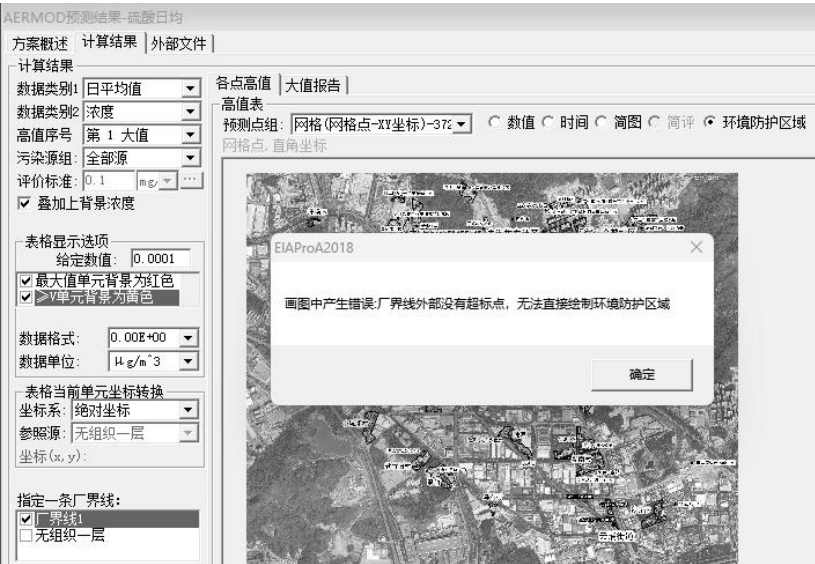 AERMOD预测结果-硫酸日均
方案概述 计算结果 外部文件
计算结果
数据类别1 日平均值
数据类别2 浓度
高值序号 第 1 大值
污染源组: 全部源
评价标准: 0.1 mg/
叠加上背景浓度
表格显示选项
给定数值: 0.0001
最大值单元背景为红色
≥V单元背景为黄色
数据格式: 0.00E+00
数据单位: μg/m^3
表格当前单元坐标转换
坐标系: 绝对坐标
参照源: 无组织一层
坐标(x,y):
指定一条厂界线:
厂界线1
无组织一层
各点高值 大值报告
高值表
预测点组: 网格(网格点-XY坐标)-372 数值 时间 简图 简评 环境防护区域
网格点, 直角坐标
EIAProA2018
画图中产生错误:厂界线外部没有超标点，无法直接绘制环境防护区域
确定